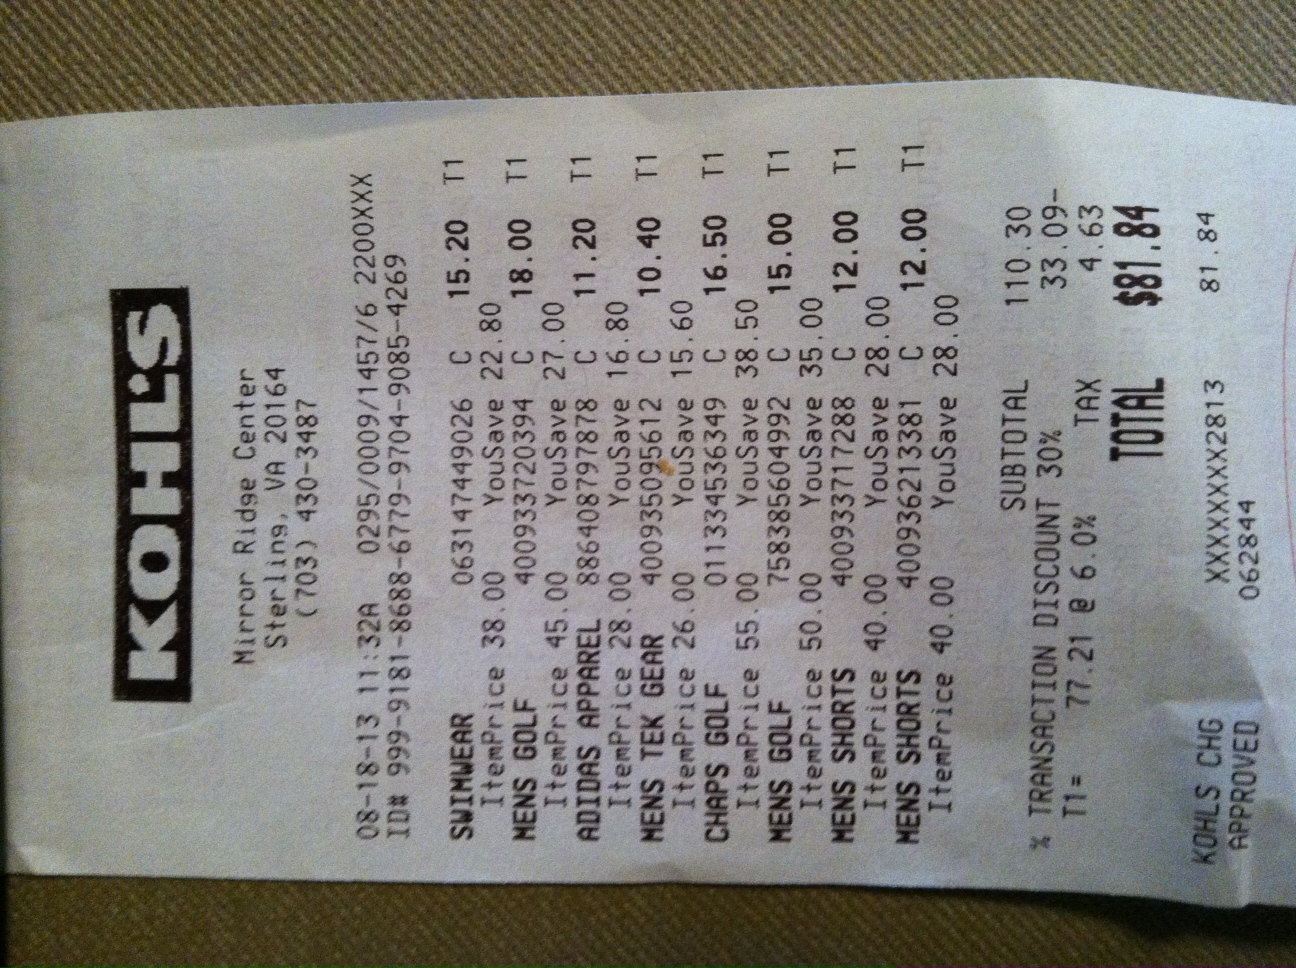 KOHL'S
Mirror Ridge Center
Sterling, VA 20164
(703) 430-3487
08-18-13 11:32A 0295/0009/1457/6 2200XXX
ID# 999-9181-8688-6779-9704-9085-4269
SWIMWEAR 063147449026 C 15.20 T1
ItemPrice 38.00 YouSave 22.80
MENS GOLF 400933720394 C 18.00 T1
ItemPrice 45.00 YouSave 27.00
ADIDAS APPAREL 886408797878 C 11.20 T1
ItemPrice 28.00 YouSave 16.80
MENS TEK GEAR 400935095612 C 10.40 T1
ItemPrice 26.00 YouSave 15.60
CHAPS GOLF 011334536349 C 16.50 T1
ItemPrice 55.00 YouSave 38.50
MENS GOLF 758385604992 C 15.00 T1
ItemPrice 50.00 YouSave 35.00
MENS SHORTS 400933717288 C 12.00 T1
ItemPrice 40.00 YouSave 28.00
MENS SHORTS 400936213381 C 12.00 T1
ItemPrice 40.00 YouSave 28.00
SUBTOTAL 110.30
% TRANSACTION DISCOUNT 30% 33.09-
T1= 77.21 @ 6.0% TAX 4.63
TOTAL $81.84
KOHLS CHG XXXXXXXX2813 81.84
APPROVED 062844